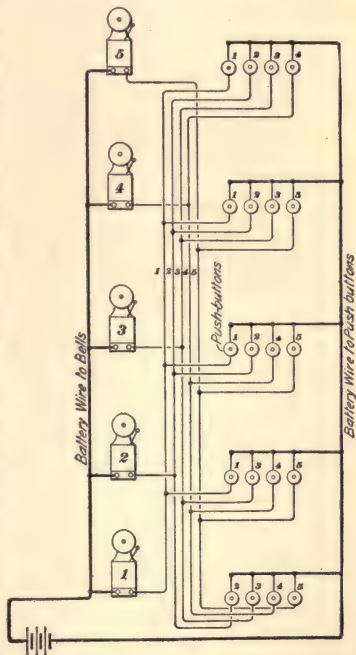 5
1 2 3 4
4
1 2 3 5
1 2 3 4 5
Push-buttons
3
1 2 4 5
Battery Wire to Bells
Battery Wire to Push buttons
2
1 3 4 5
1
2 3 4 5